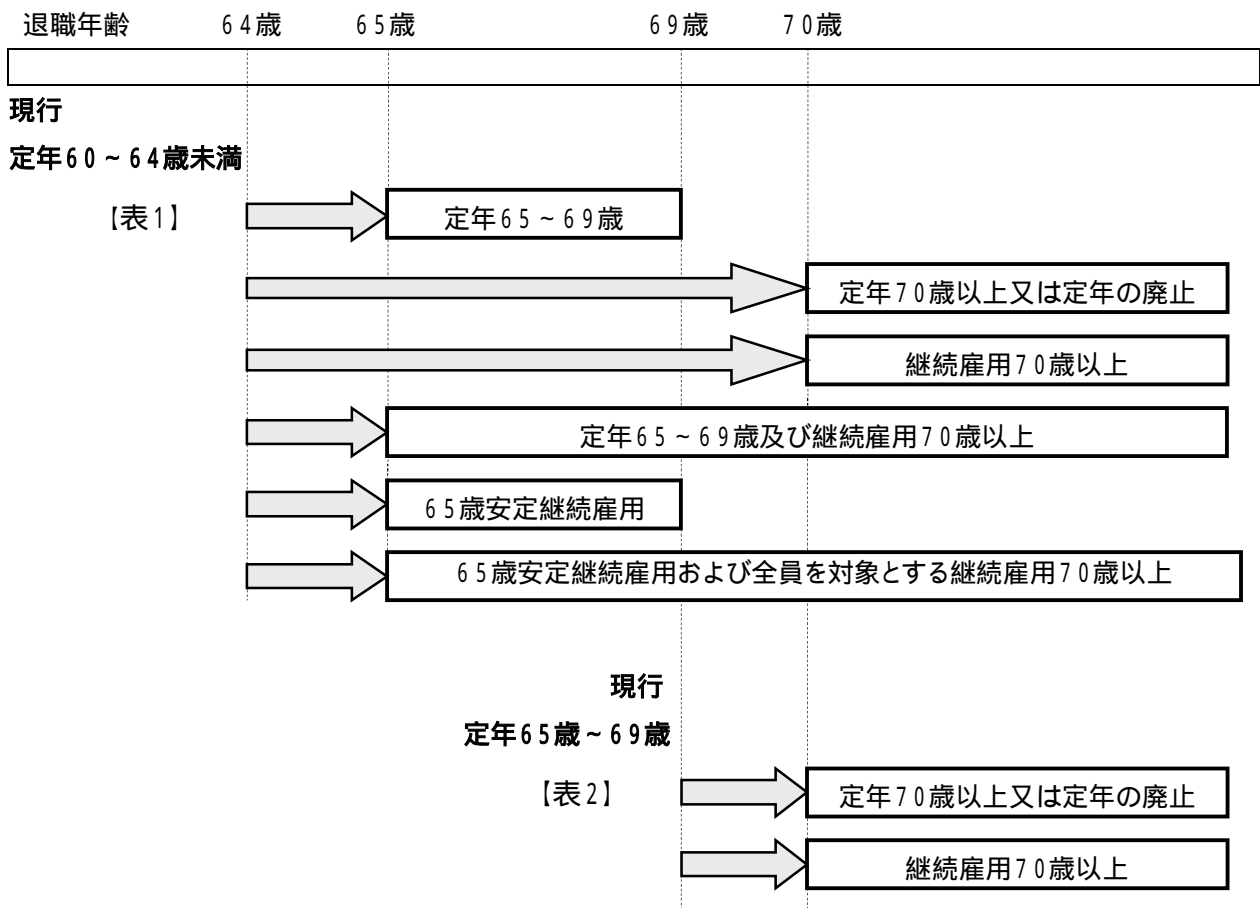 退職年齢 64歳 65歳 69歳 70歳
現行
定年60~64歳未満
【表1】 定年65~69歳
定年70歳以上又は定年の廃止
継続雇用70歳以上
定年65~69歳及び継続雇用70歳以上
65歳安定継続雇用
65歳安定継続雇用および全員を対象とする継続雇用70歳以上
現行
定年65歳~69歳
【表2】 定年70歳以上又は定年の廃止
継続雇用70歳以上